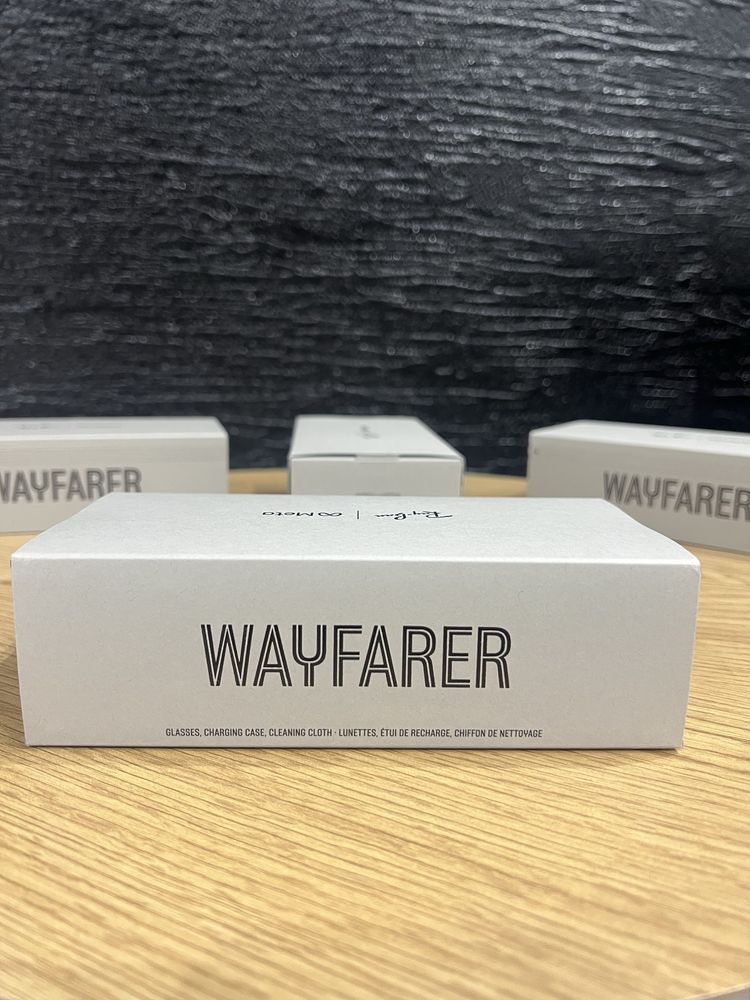 WAYFARER
WAYFARER
Ray-Ban | ∞ Meta
WAYFARER
GLASSES, CHARGING CASE, CLEANING CLOTH · LUNETTES, ÉTUI DE RECHARGE, CHIFFON DE NETTOYAGE